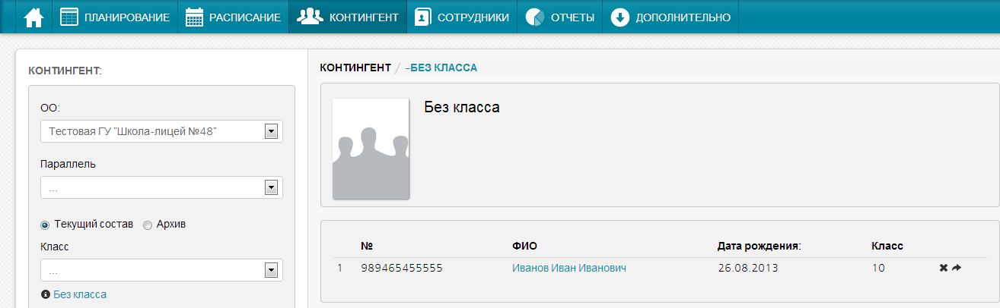 ПЛАНИРОВАНИЕ РАСПИСАНИЕ КОНТИНГЕНТ СОТРУДНИКИ ОТЧЕТЫ ДОПОЛНИТЕЛЬНО
КОНТИНГЕНТ:
ОО:
Тестовая ГУ "Школа-лицей №48"
Параллель
...
Текущий состав Архив
Класс
...
Без класса
КОНТИНГЕНТ / -БЕЗ КЛАССА
Без класса
№ ФИО Дата рождения: Класс
1 989465455555 Иванов Иван Иванович 26.08.2013 10